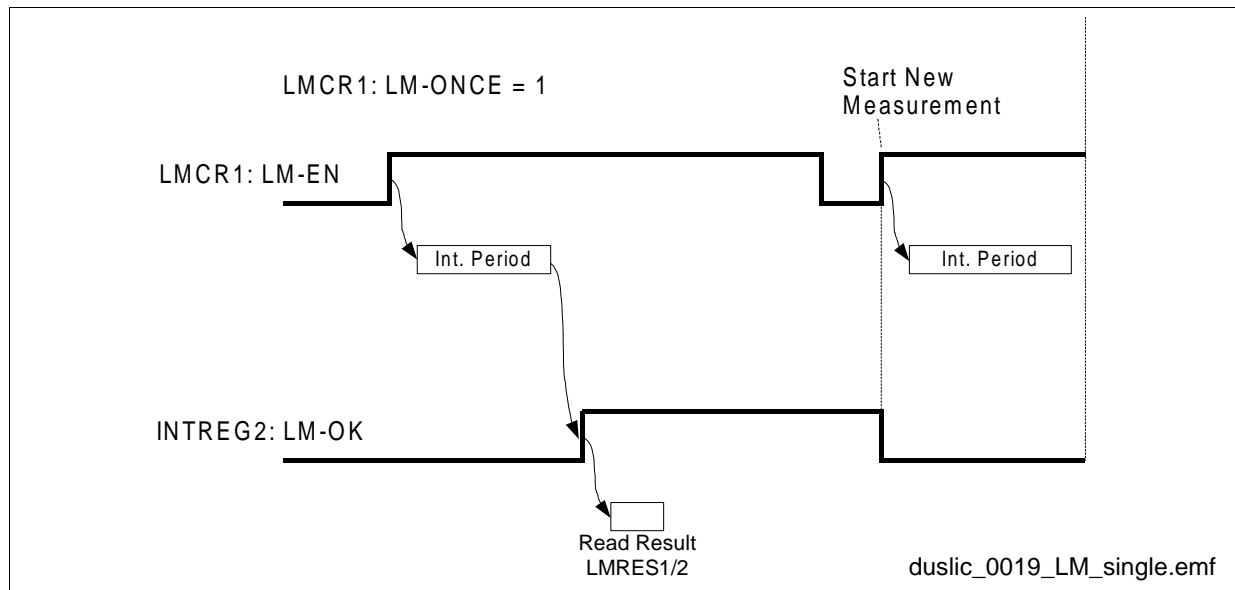 LMCR1: LM-ONCE = 1
Start New
Measurement
LMCR1: LM-EN
Int. Period
Int. Period
INTREG2: LM-OK
Read Result
LMRES1/2
duslic_0019_LM_single.emf